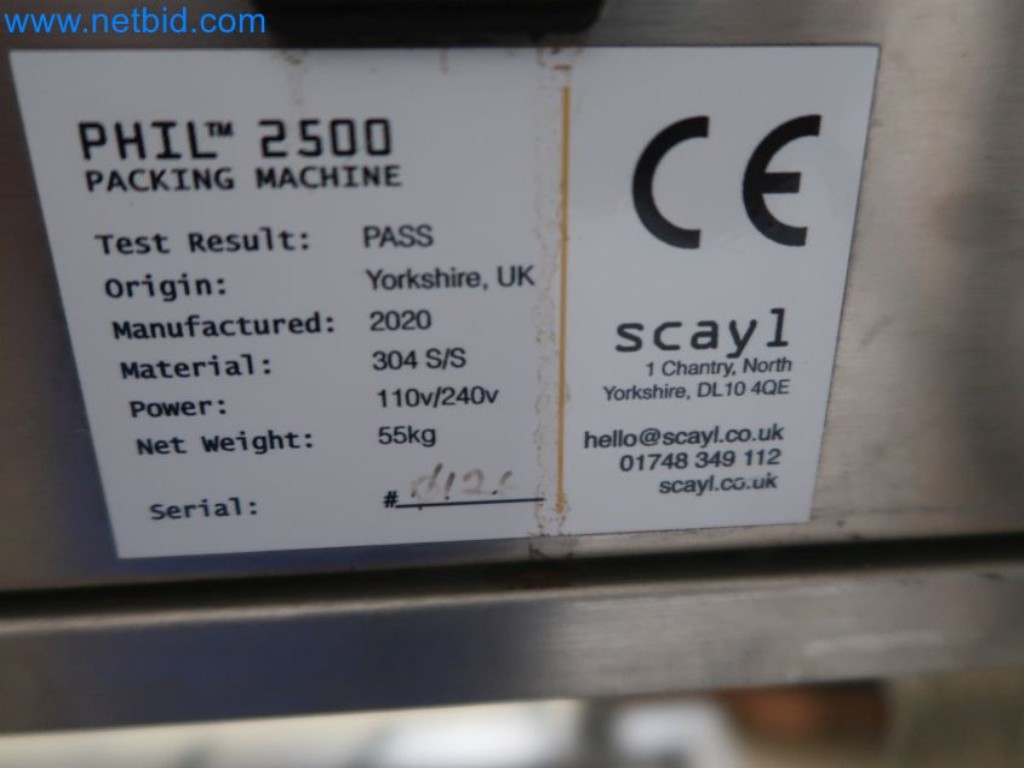 www.netbid.com
PHIL™ 2500
PACKING MACHINE
Test Result: PASS
Origin: Yorkshire, UK
Manufactured: 2020
Material: 304 S/S
Power: 110v/240v
Net Weight: 55kg
Serial: #
CE
scayl
1 Chantry, North
Yorkshire, DL10 4QE
hello@scayl.co.uk
01748 349 112
scayl.co.uk